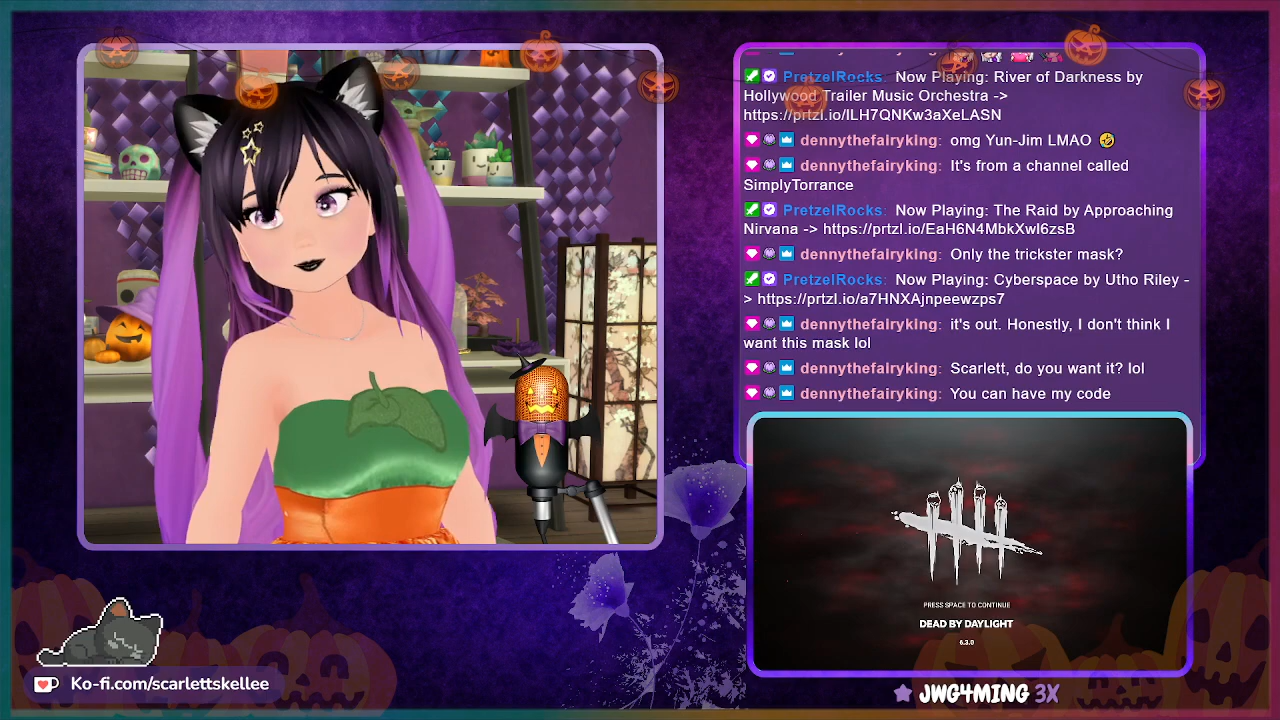 PretzelRocks: Now Playing: River of Darkness by
Hollywood Trailer Music Orchestra ->
https://prtzl.io/lLH7QNKw3aXeLASN
dennythefairyking: omg Yun-Jim LMAO 🤣
dennythefairyking: It's from a channel called
SimplyTorrance
PretzelRocks: Now Playing: The Raid by Approaching
Nirvana -> https://prtzl.io/EaH6N4MbkXwl6zsB
dennythefairyking: Only the trickster mask?
PretzelRocks: Now Playing: Cyberspace by Utho Riley -
> https://prtzl.io/a7HNXAjnpeewzps7
dennythefairyking: it's out. Honestly, I don't think I
want this mask lol
dennythefairyking: Scarlett, do you want it? lol
dennythefairyking: You can have my code
PRESS SPACE TO CONTINUE
DEAD BY DAYLIGHT
6.3.0
Ko-fi.com/scarlettskellee
JWG4MING 3X